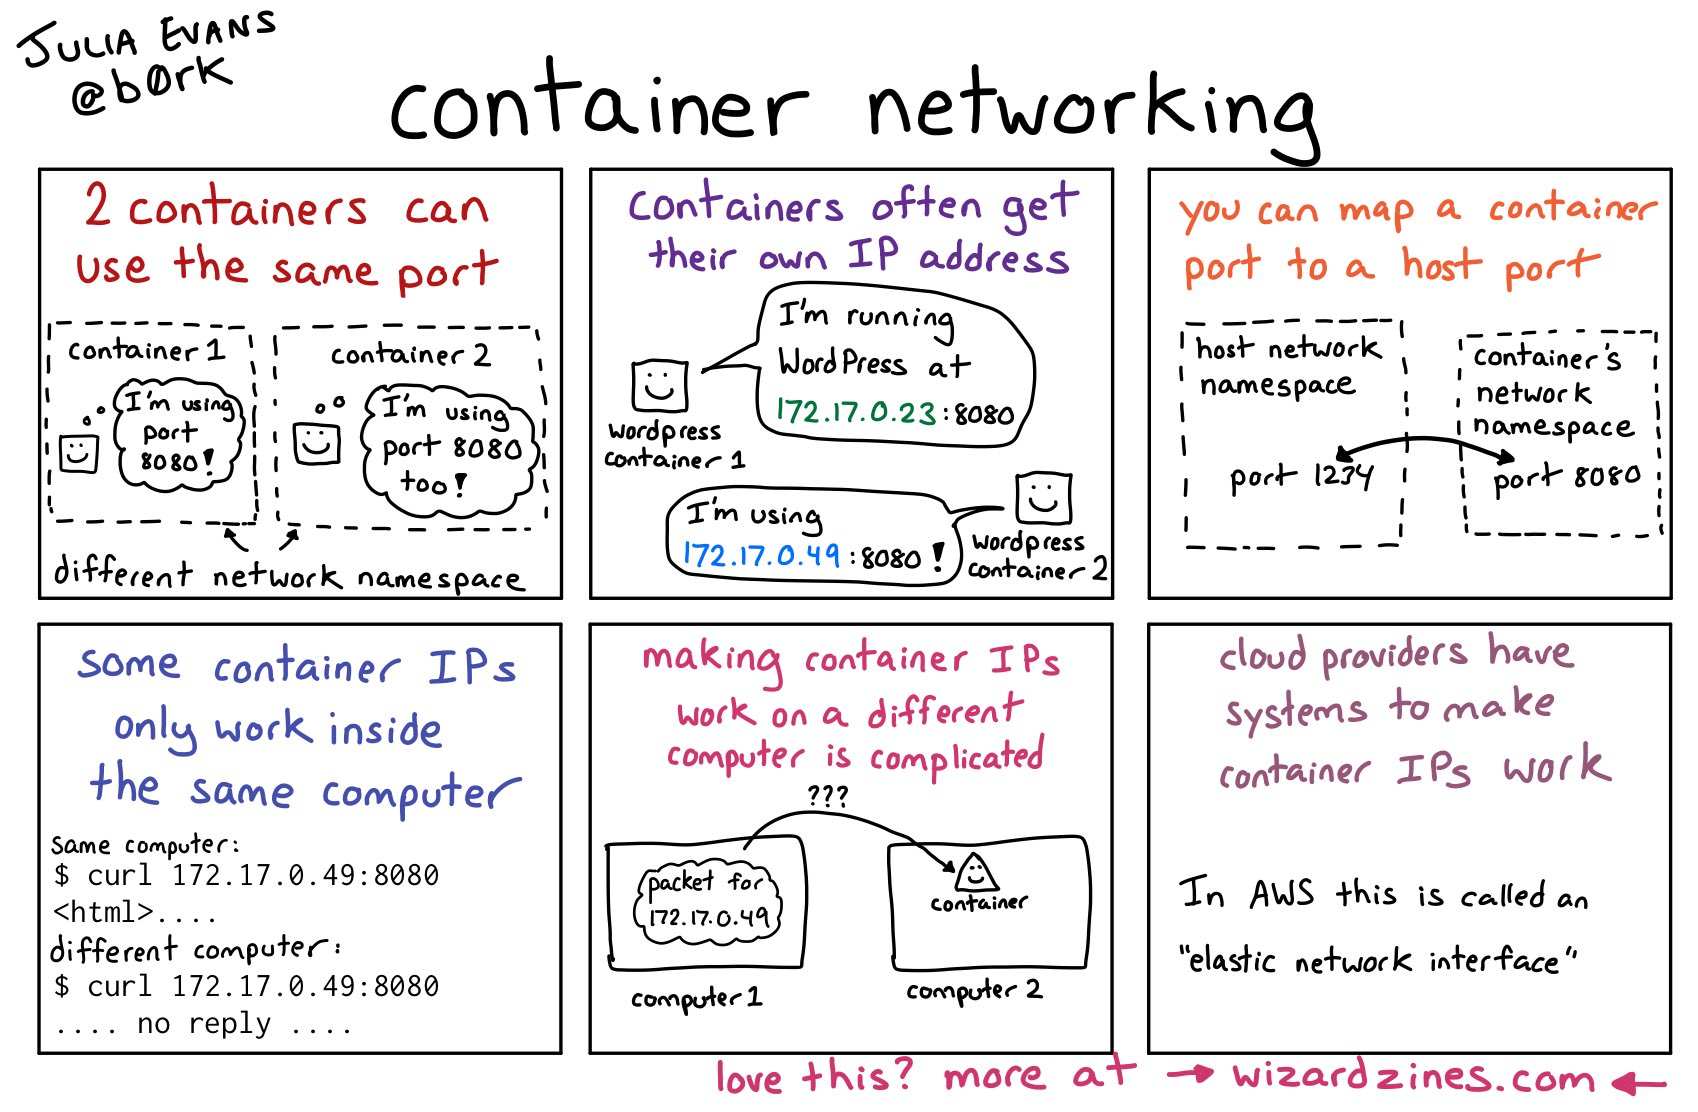 JULIA EVANS
@b0rk
container networking
2 containers can
use the same port
container 1
I'm using
port
8080!
container 2
I'm using
port 8080
too!
different network namespace
containers often get
their own IP address
I'm running
WordPress at
172.17.0.23:8080
wordpress
container 1
I'm using
172.17.0.49:8080!
wordpress
container 2
you can map a container
port to a host port
host network
namespace
port 1234
container's
network
namespace
port 8080
some container IPs
only work inside
the same computer
same computer:
$ curl 172.17.0.49:8080
<html>....
different computer:
$ curl 172.17.0.49:8080
.... no reply ....
making container IPs
work on a different
computer is complicated
???
packet for
172.17.0.49
computer 1
container
computer 2
cloud providers have
systems to make
container IPs work
In AWS this is called an
"elastic network interface"
love this? more at → wizardzines.com ←